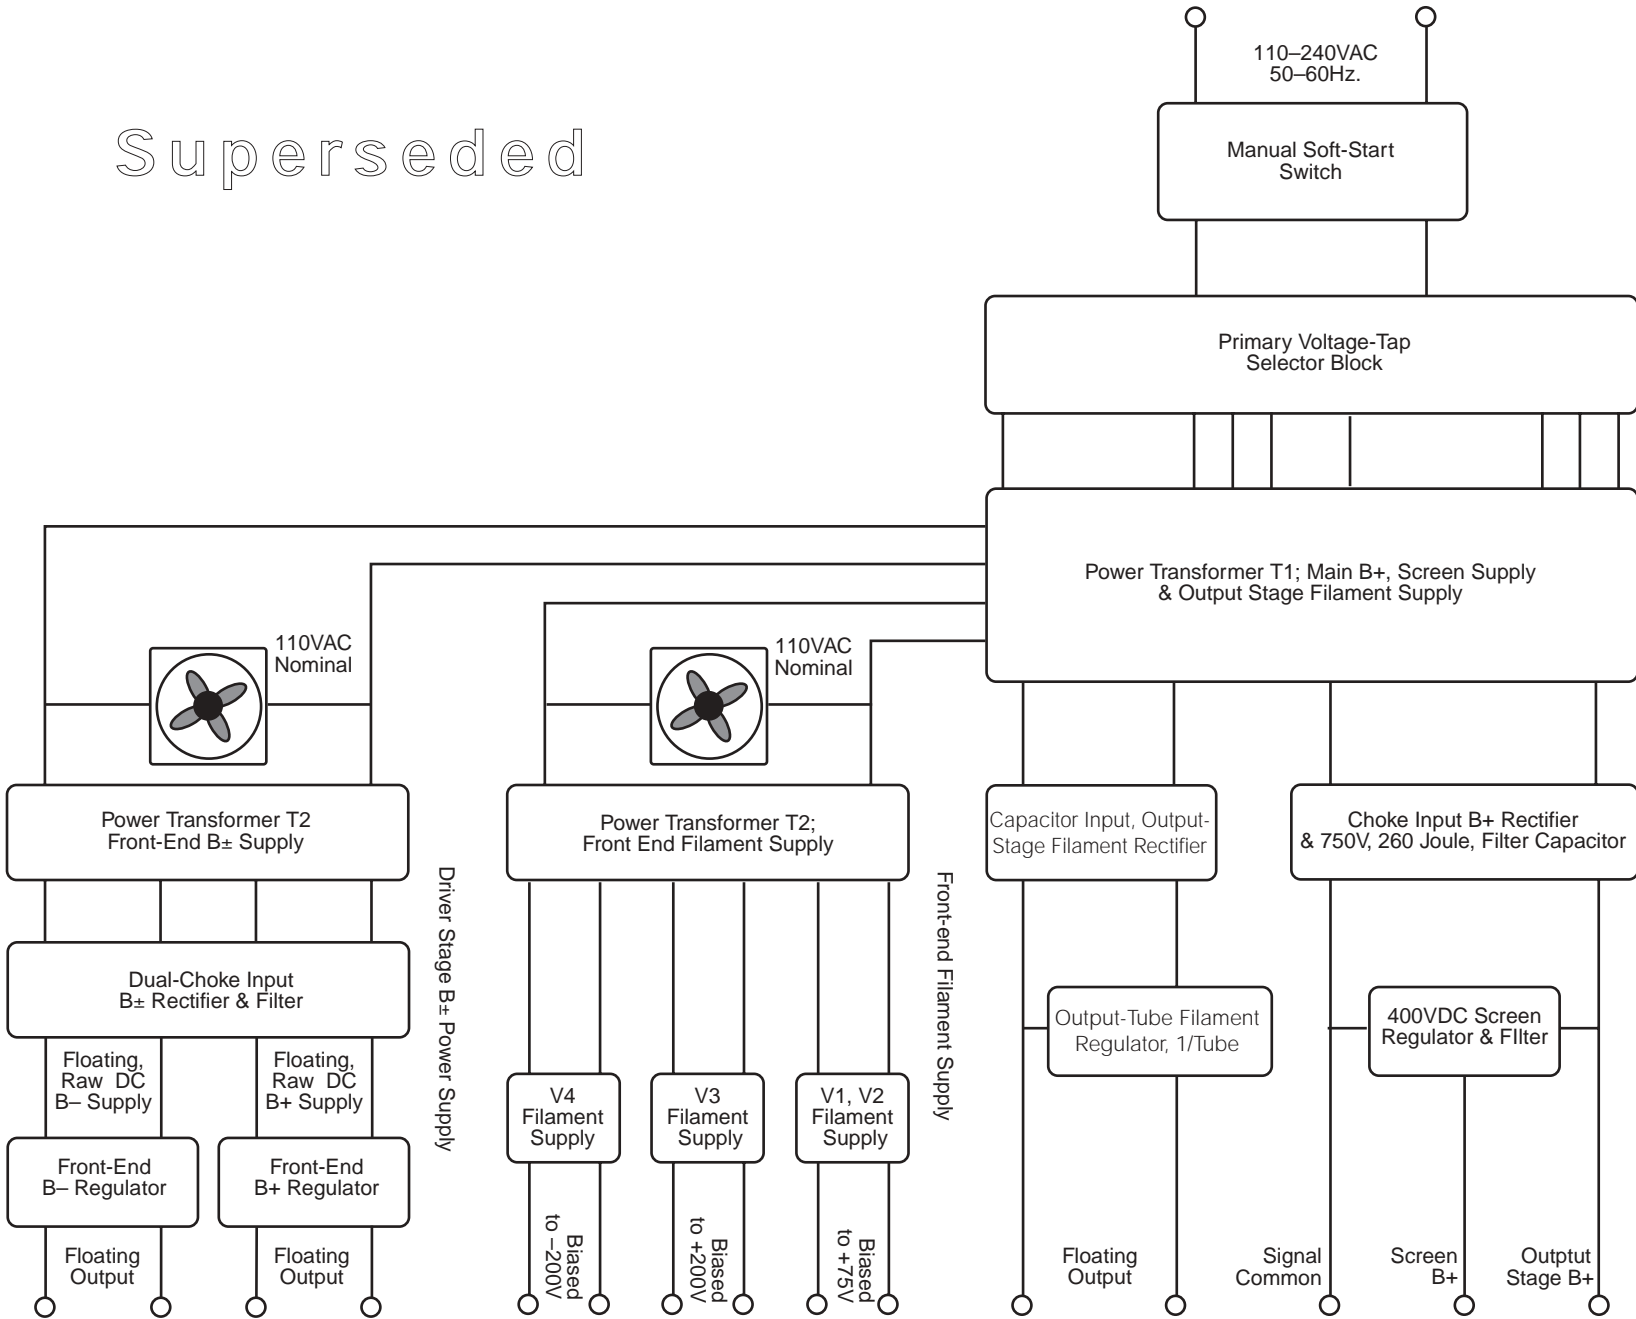 110–240VAC
50–60Hz.
Superseded
Manual Soft-Start
Switch
Primary Voltage-Tap
Selector Block
Power Transformer T1; Main B+, Screen Supply
& Output Stage Filament Supply
110VAC
Nominal
110VAC
Nominal
Power Transformer T2
Front-End B± Supply
Power Transformer T2;
Front End Filament Supply
Capacitor Input, Output-
Stage Filament Rectifier
Choke Input B+ Rectifier
& 750V, 260 Joule, Filter Capacitor
Driver Stage B± Power Supply
Front-end Filament Supply
Dual-Choke Input
B± Rectifier & Filter
Output-Tube Filament
Regulator, 1/Tube
400VDC Screen
Regulator & FIlter
Floating,
Raw DC
B– Supply
Floating,
Raw DC
B+ Supply
V4
Filament
Supply
V3
Filament
Supply
V1, V2
Filament
Supply
Front-End
B– Regulator
Front-End
B+ Regulator
Floating
Output
Floating
Output
Biased
to –200V
Biased
to +200V
Biased
to +75V
Floating
Output
Signal
Common
Screen
B+
Outptut
Stage B+